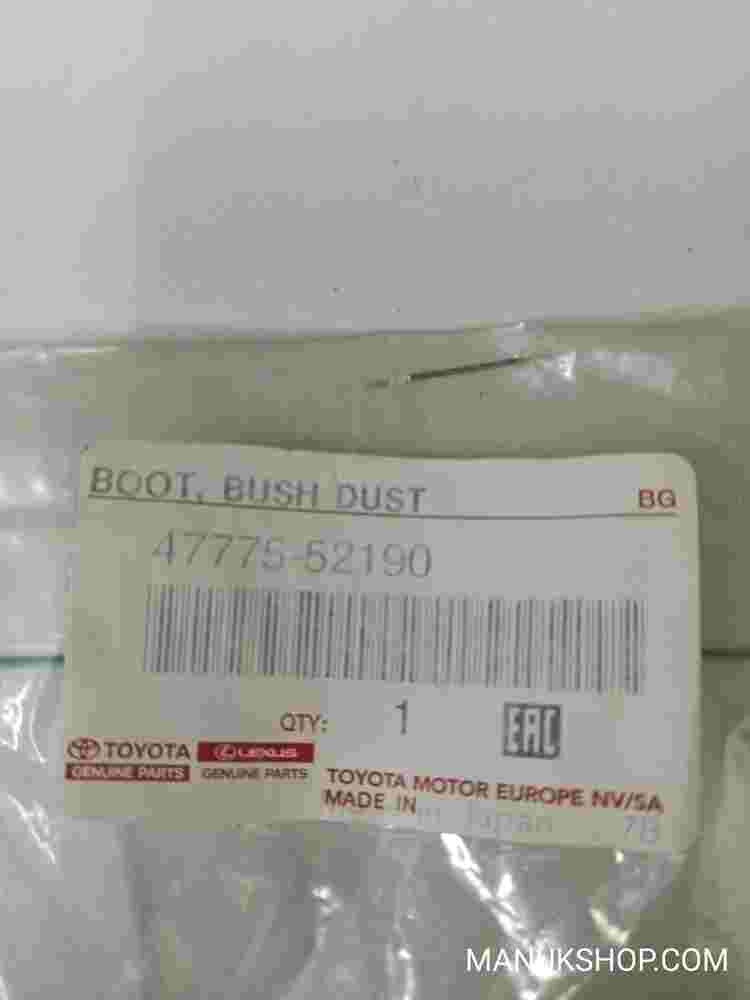 BOOT, BUSH DUST BG
47775-52190
QTY: 1 EAC
TOYOTA LEXUS
GENUINE PARTS GENUINE PARTS
TOYOTA MOTOR EUROPE NV/SA
MADE IN Japan 7B
MANUKSHOP.COM